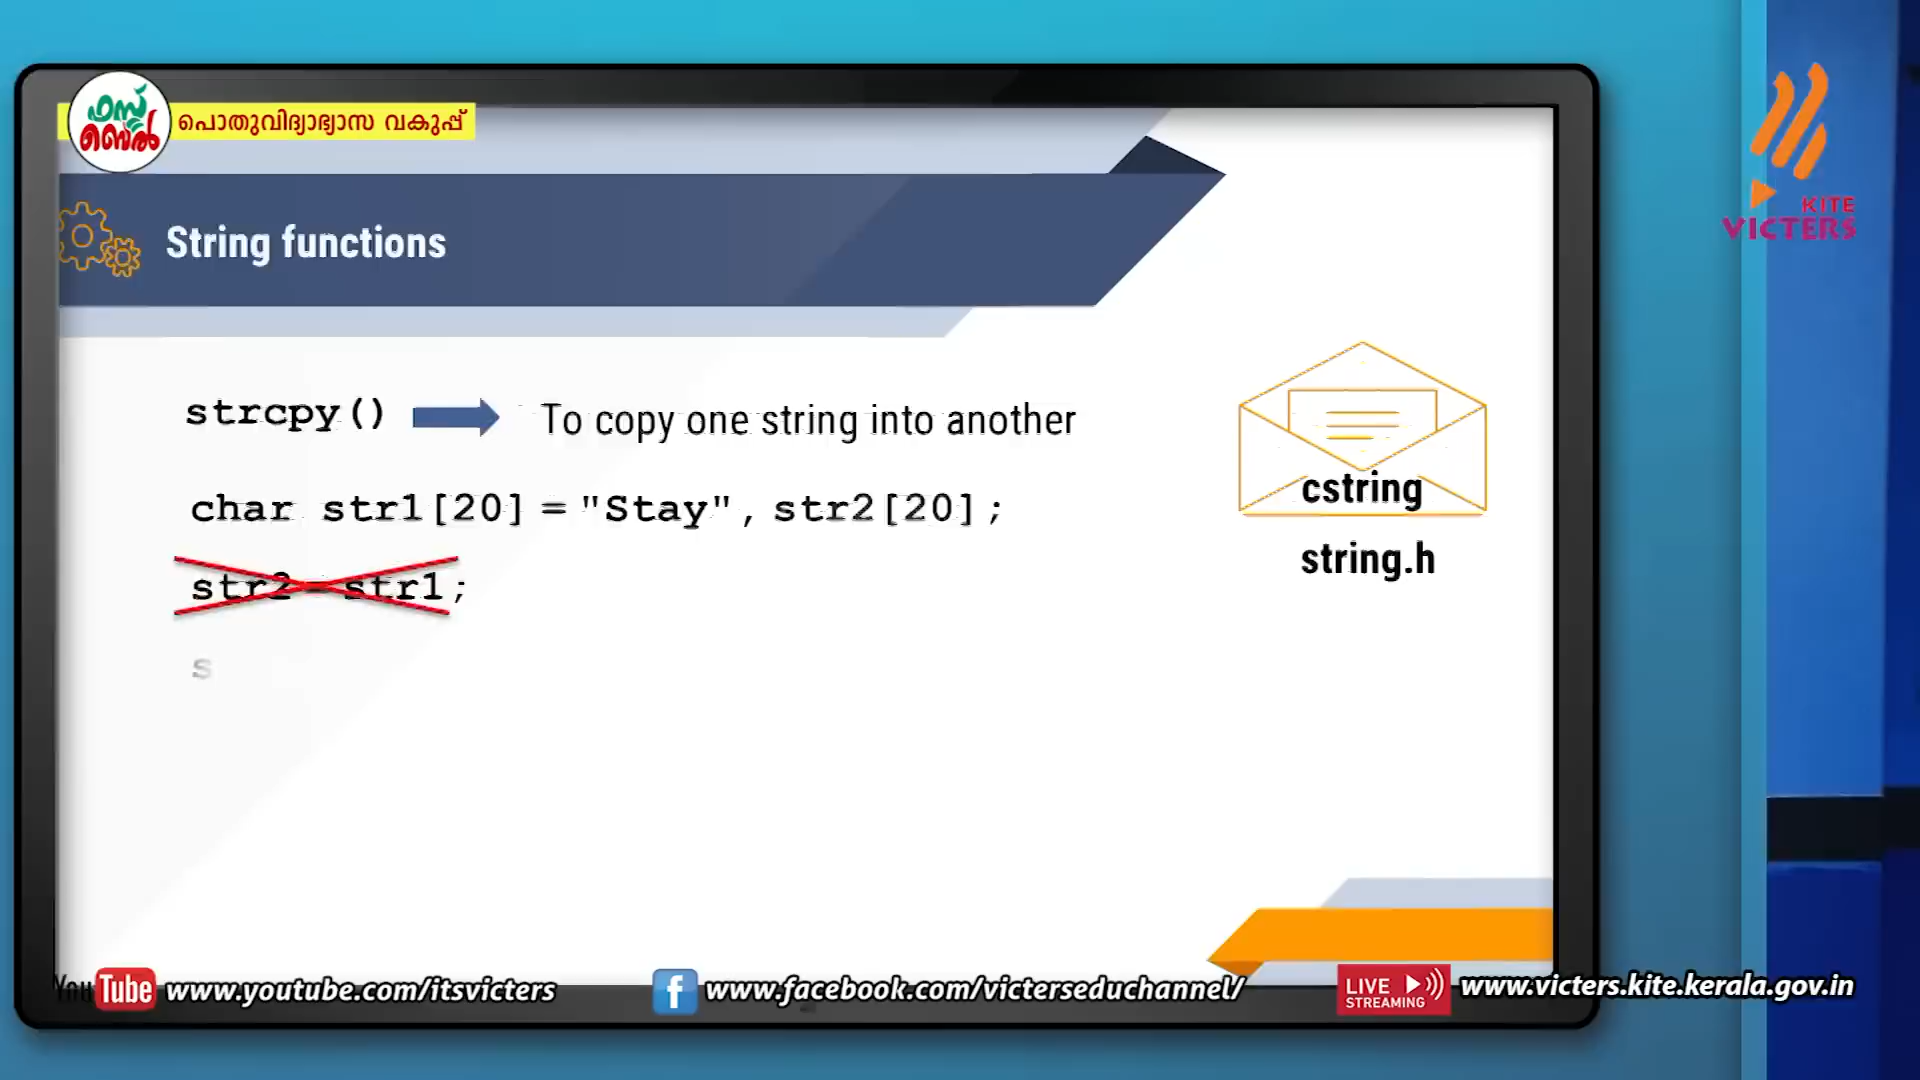 ഫസ്റ്റ്
ബെൽ
പൊതുവിദ്യാഭ്യാസ വകുപ്പ്
KITE
VICTERS
String functions
strcpy()
To copy one string into another
char str1[20] = "Stay", str2[20];
str2 = str1;
s
cstring
string.h
YouTube www.youtube.com/itsvicters
f www.facebook.com/victerseduchannel/
LIVE STREAMING www.victers.kite.kerala.gov.in